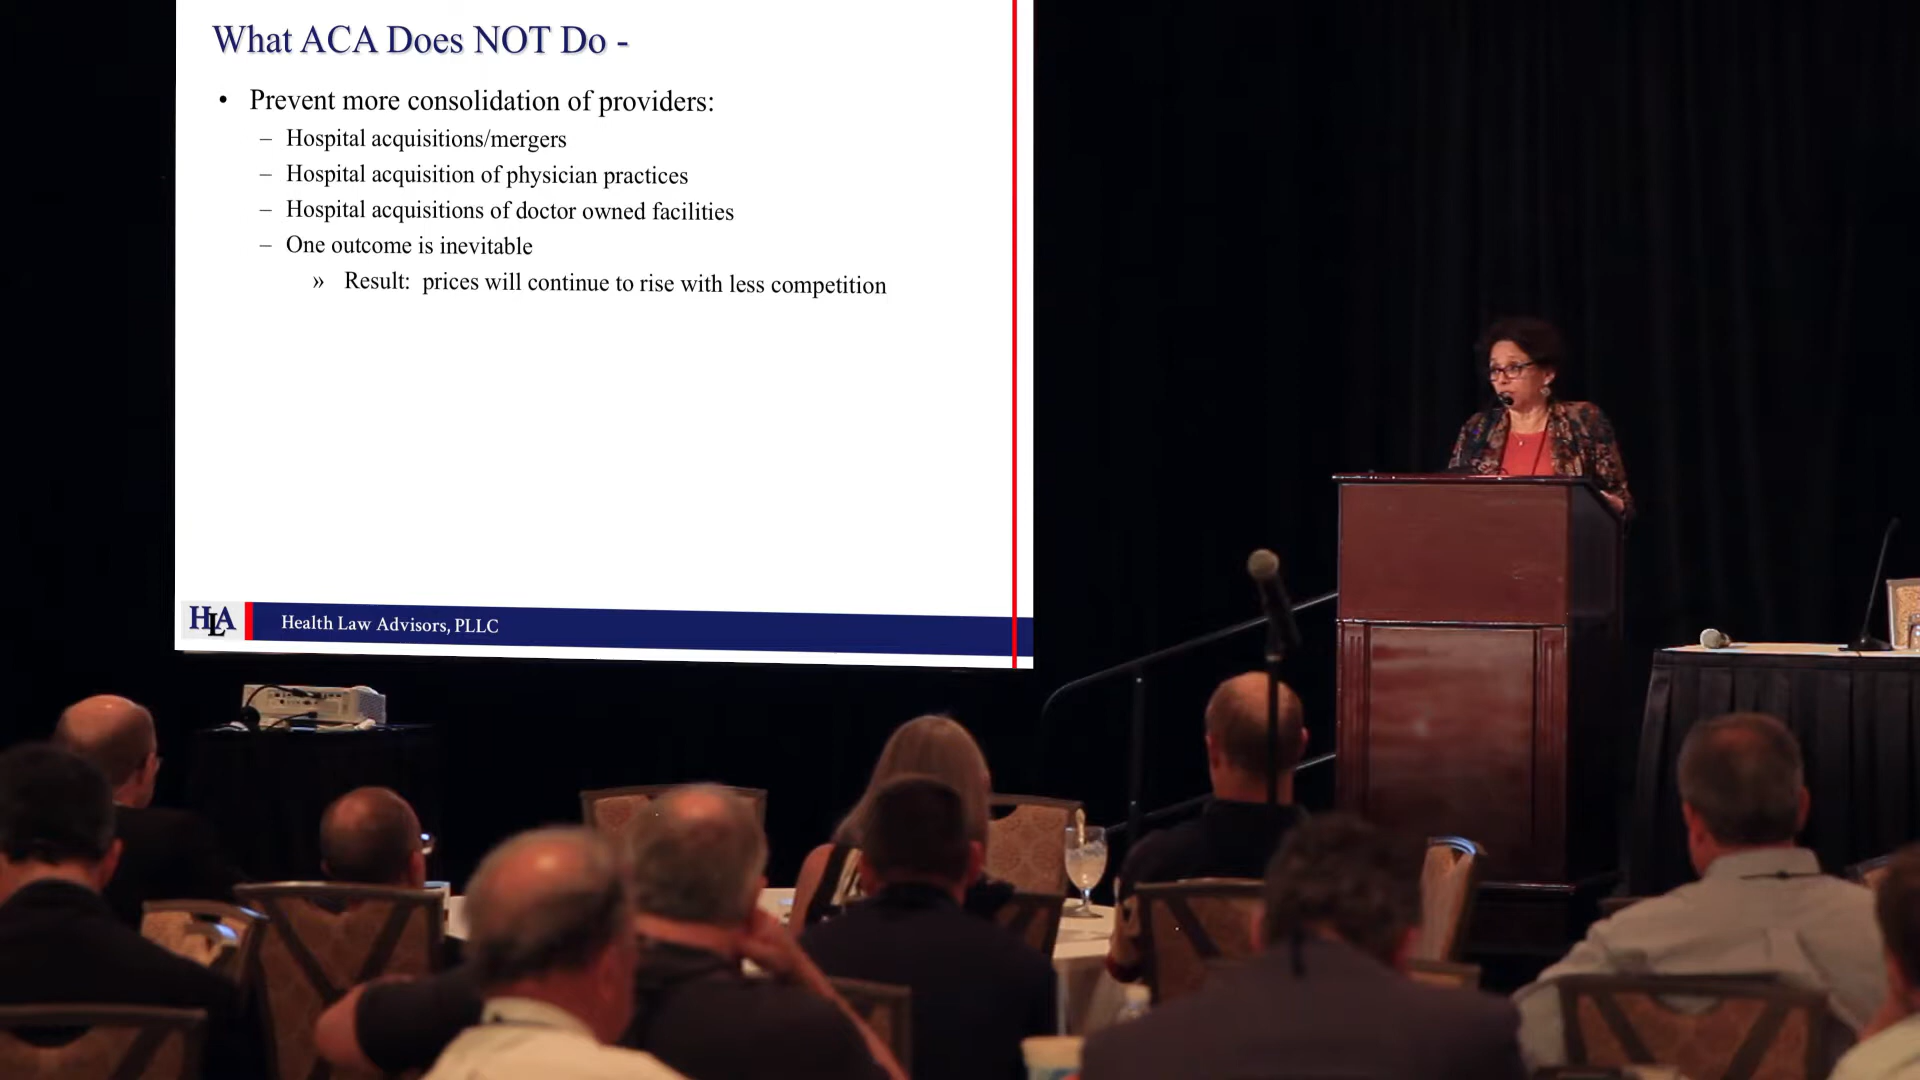 What ACA Does NOT Do -
• Prevent more consolidation of providers:
– Hospital acquisitions/mergers
– Hospital acquisition of physician practices
– Hospital acquisitions of doctor owned facilities
– One outcome is inevitable
» Result: prices will continue to rise with less competition
HLA Health Law Advisors, PLLC